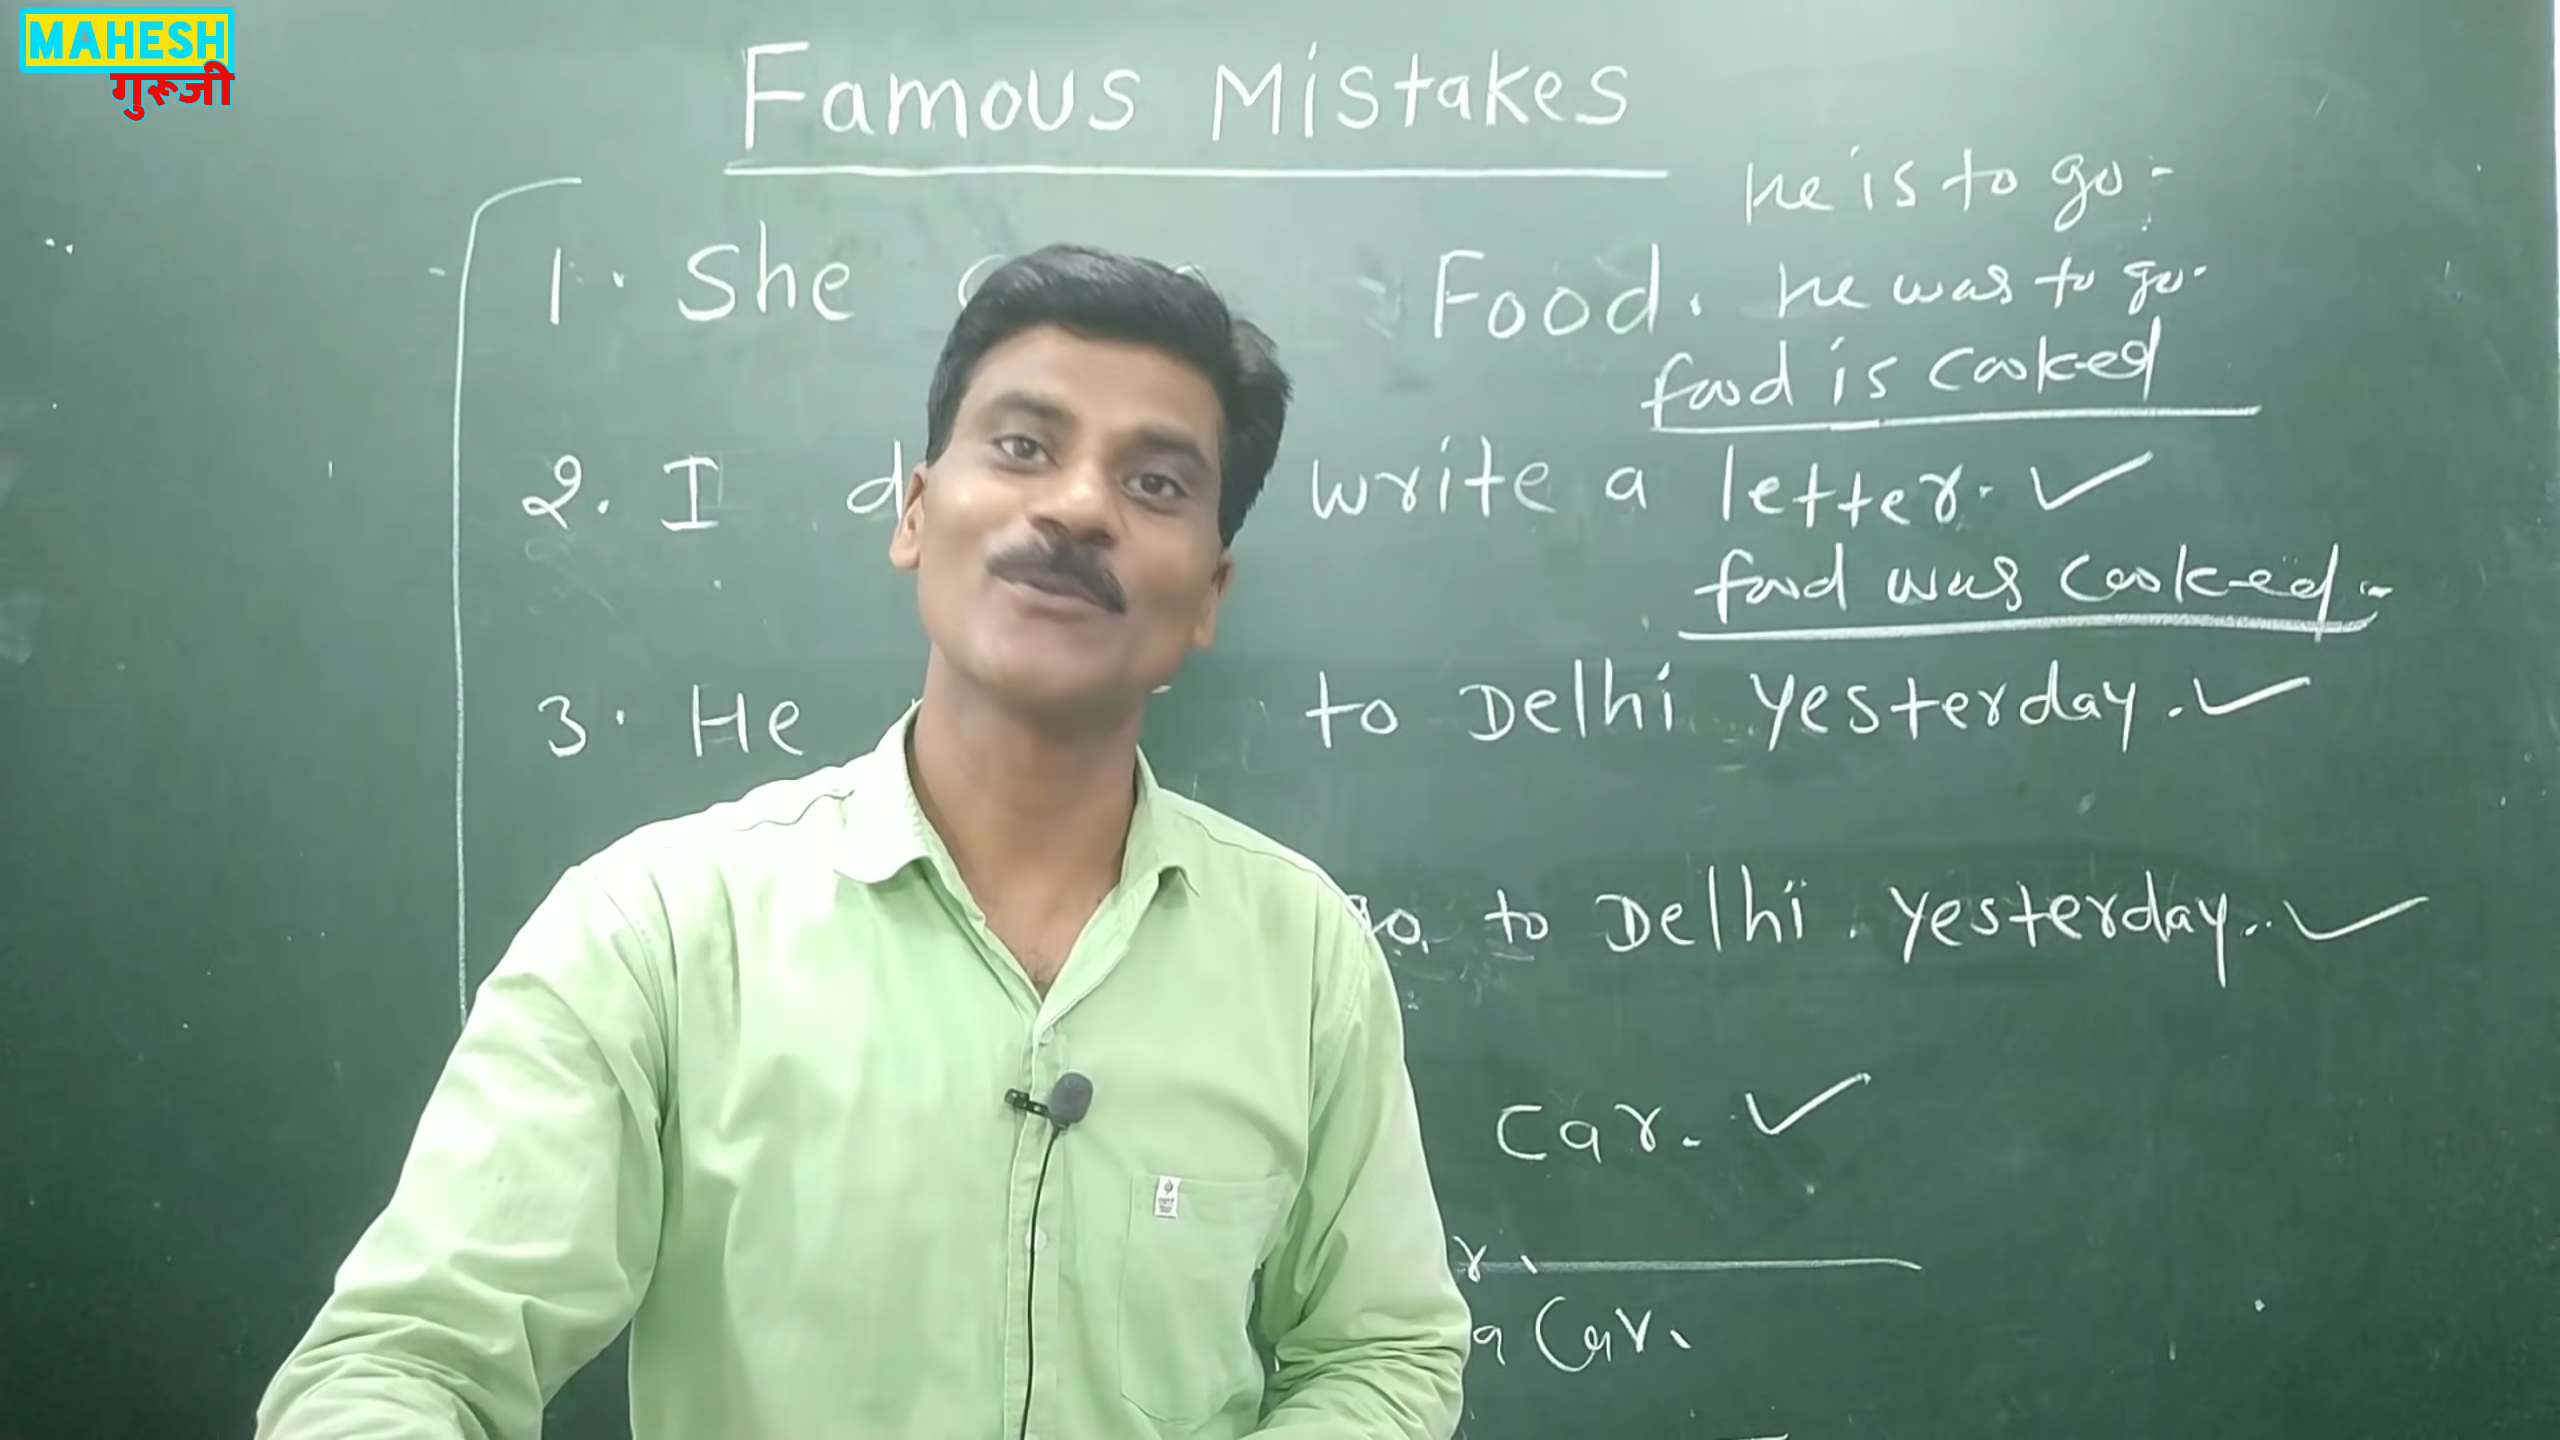 MAHESH
गुरूजी
Famous Mistakes
he is to go.
1. She Food. he was to go.
food is cooked
2. I write a letter. ✓
food was cooked.
3. He to Delhi yesterday. ✓
go to Delhi yesterday. ✓
Car. ✓
a Car.